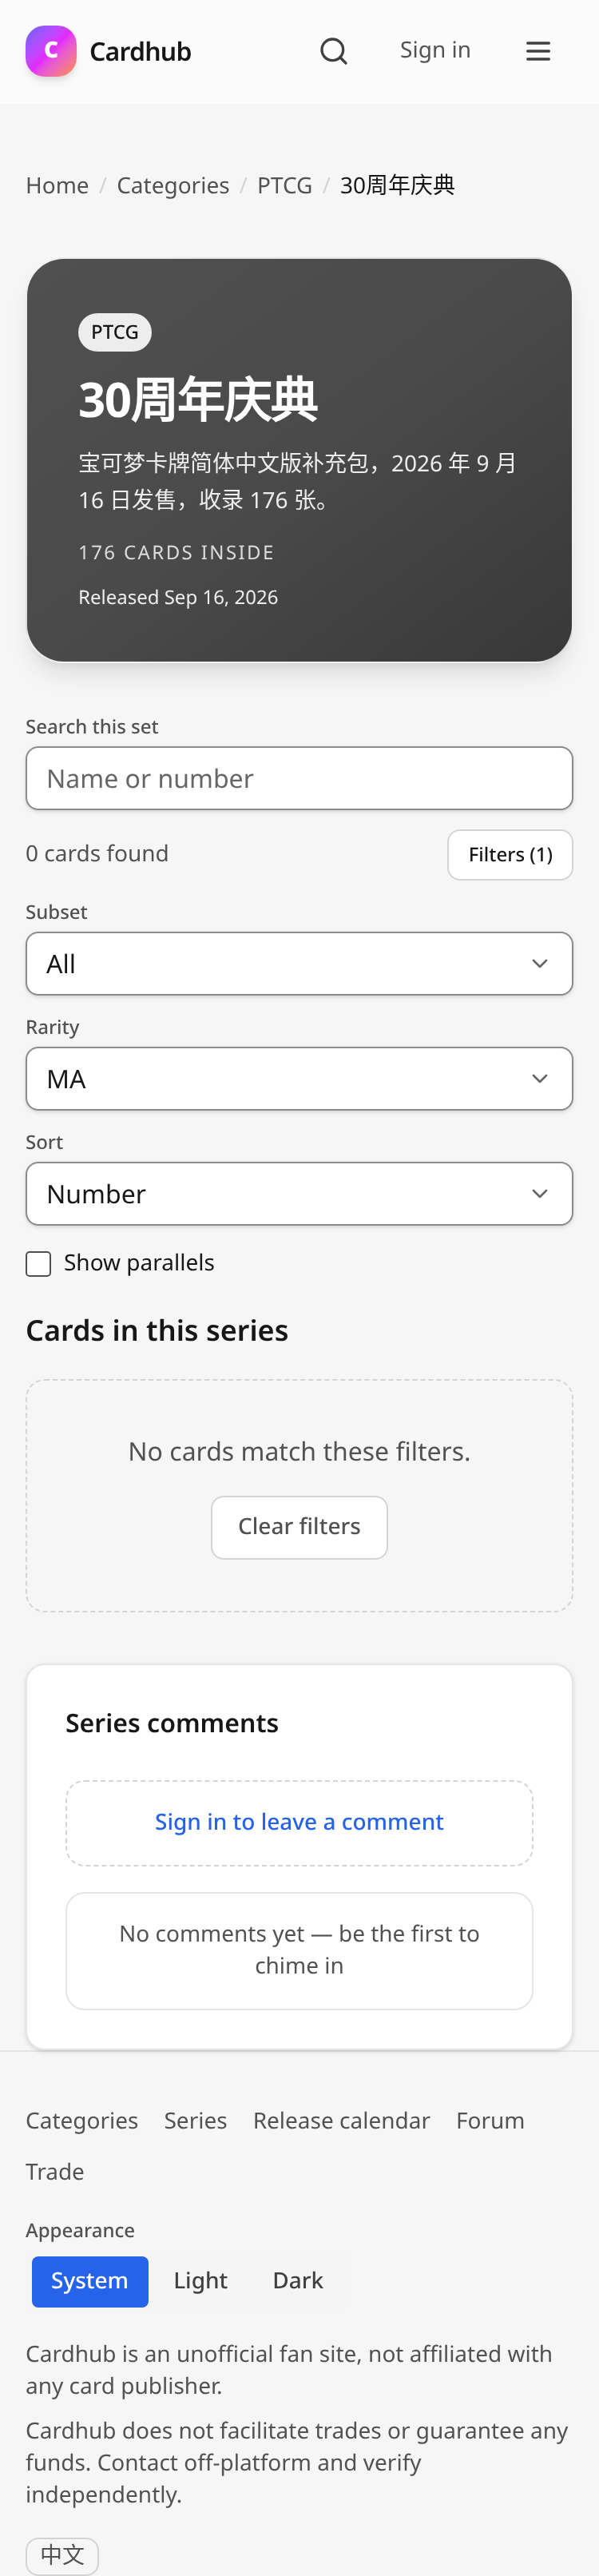 C Cardhub Sign in
Home / Categories / PTCG / 30周年庆典
PTCG
30周年庆典
宝可梦卡牌简体中文版补充包，2026 年 9 月
16 日发售，收录 176 张。
176 CARDS INSIDE
Released Sep 16, 2026
Search this set
Name or number
0 cards found Filters (1)
Subset
All
Rarity
MA
Sort
Number
Show parallels
Cards in this series
No cards match these filters.
Clear filters
Series comments
Sign in to leave a comment
No comments yet — be the first to
chime in
Categories Series Release calendar Forum
Trade
Appearance
System Light Dark
Cardhub is an unofficial fan site, not affiliated with
any card publisher.
Cardhub does not facilitate trades or guarantee any
funds. Contact off-platform and verify
independently.
中文